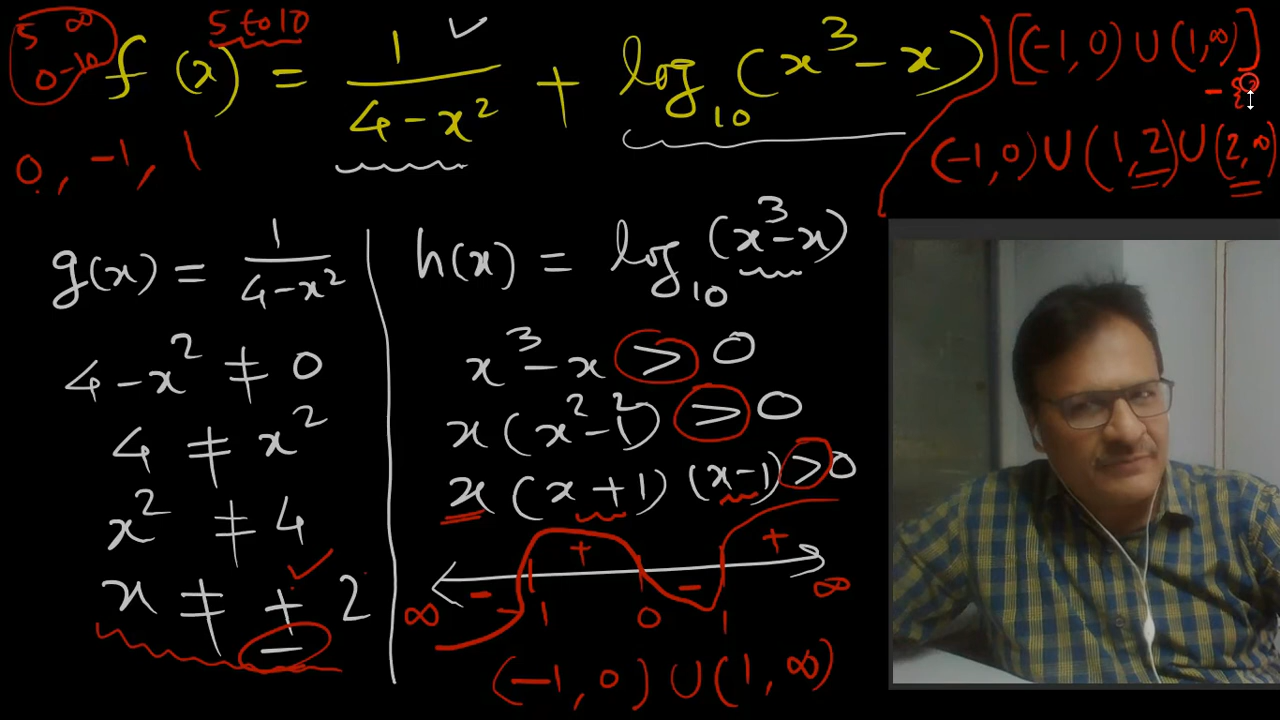 5 ∞
0-10
5 to 10
f(x) = 1/(4-x²) + log₁₀(x³-x)
[(-1,0) ∪ (1,∞)]
- {2
0, -1, 1
(-1,0) ∪ (1,2) ∪ (2,∞)
g(x) = 1/(4-x²)
4-x² ≠ 0
4 ≠ x²
x² ≠ 4
x ≠ ± 2
h(x) = log₁₀(x³-x)
x³-x > 0
x(x²-1²) > 0
x(x+1)(x-1) > 0
- + - +
∞ -1 0 1 ∞
(-1,0) ∪ (1,∞)